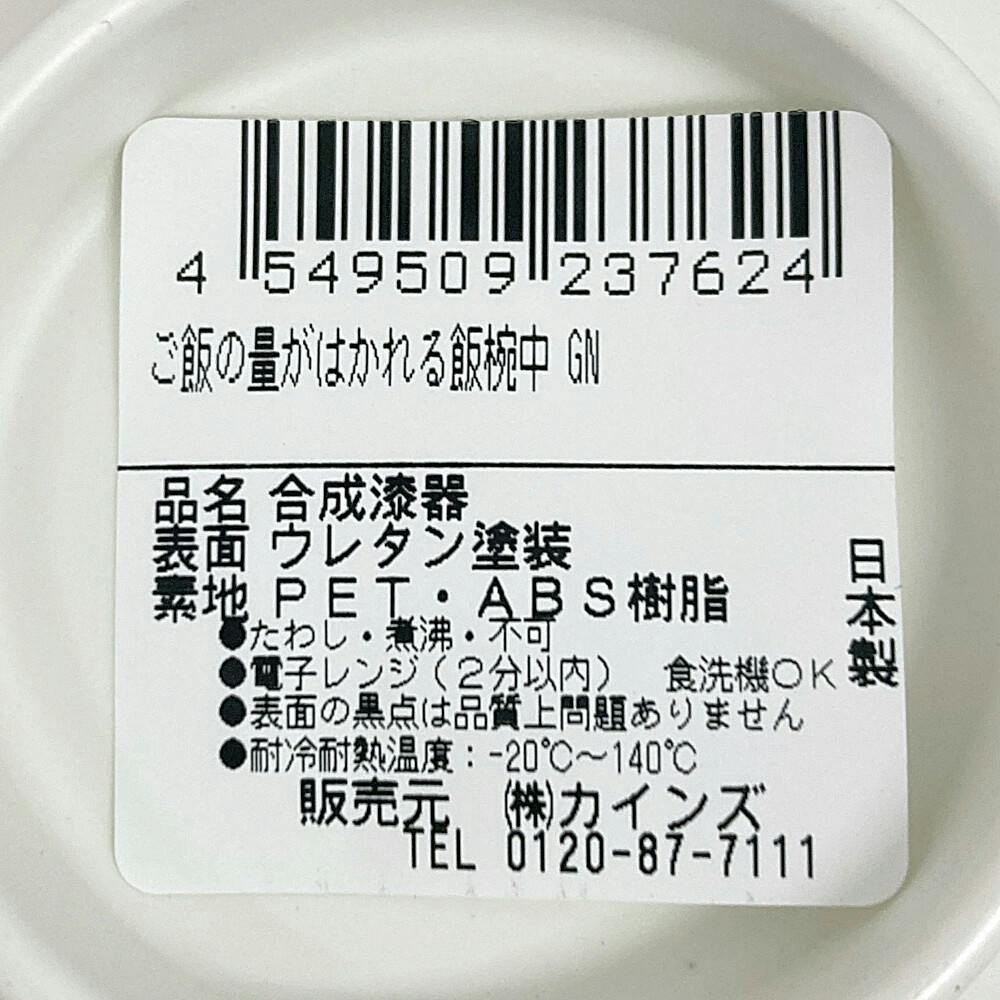 4 549509 237624
ご飯の量がはかれる飯椀中 GN
品名 合成漆器
表面 ウレタン塗装
素地 ＰＥＴ・ＡＢＳ樹脂
●たわし・煮沸・不可
●電子レンジ（２分以内）　食洗機○Ｋ
●表面の黒点は品質上問題ありません
●耐冷耐熱温度：-20℃～140℃
日本製
販売元　㈱カインズ
TEL 0120-87-7111